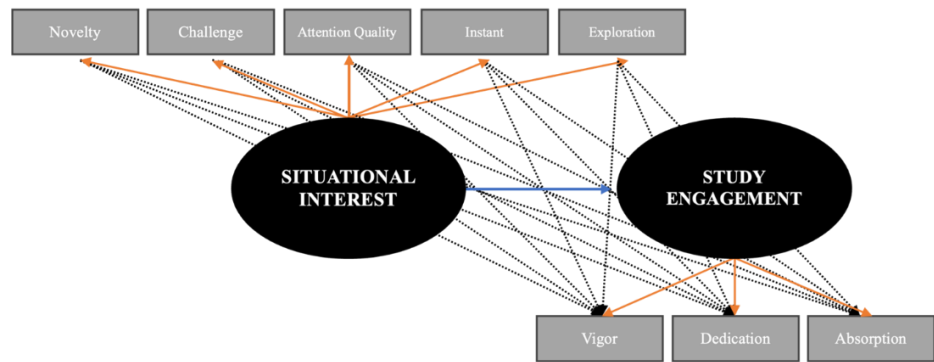 Novelty
Challenge
Attention Quality
Instant
Exploration
SITUATIONAL
INTEREST
STUDY
ENGAGEMENT
Vigor
Dedication
Absorption